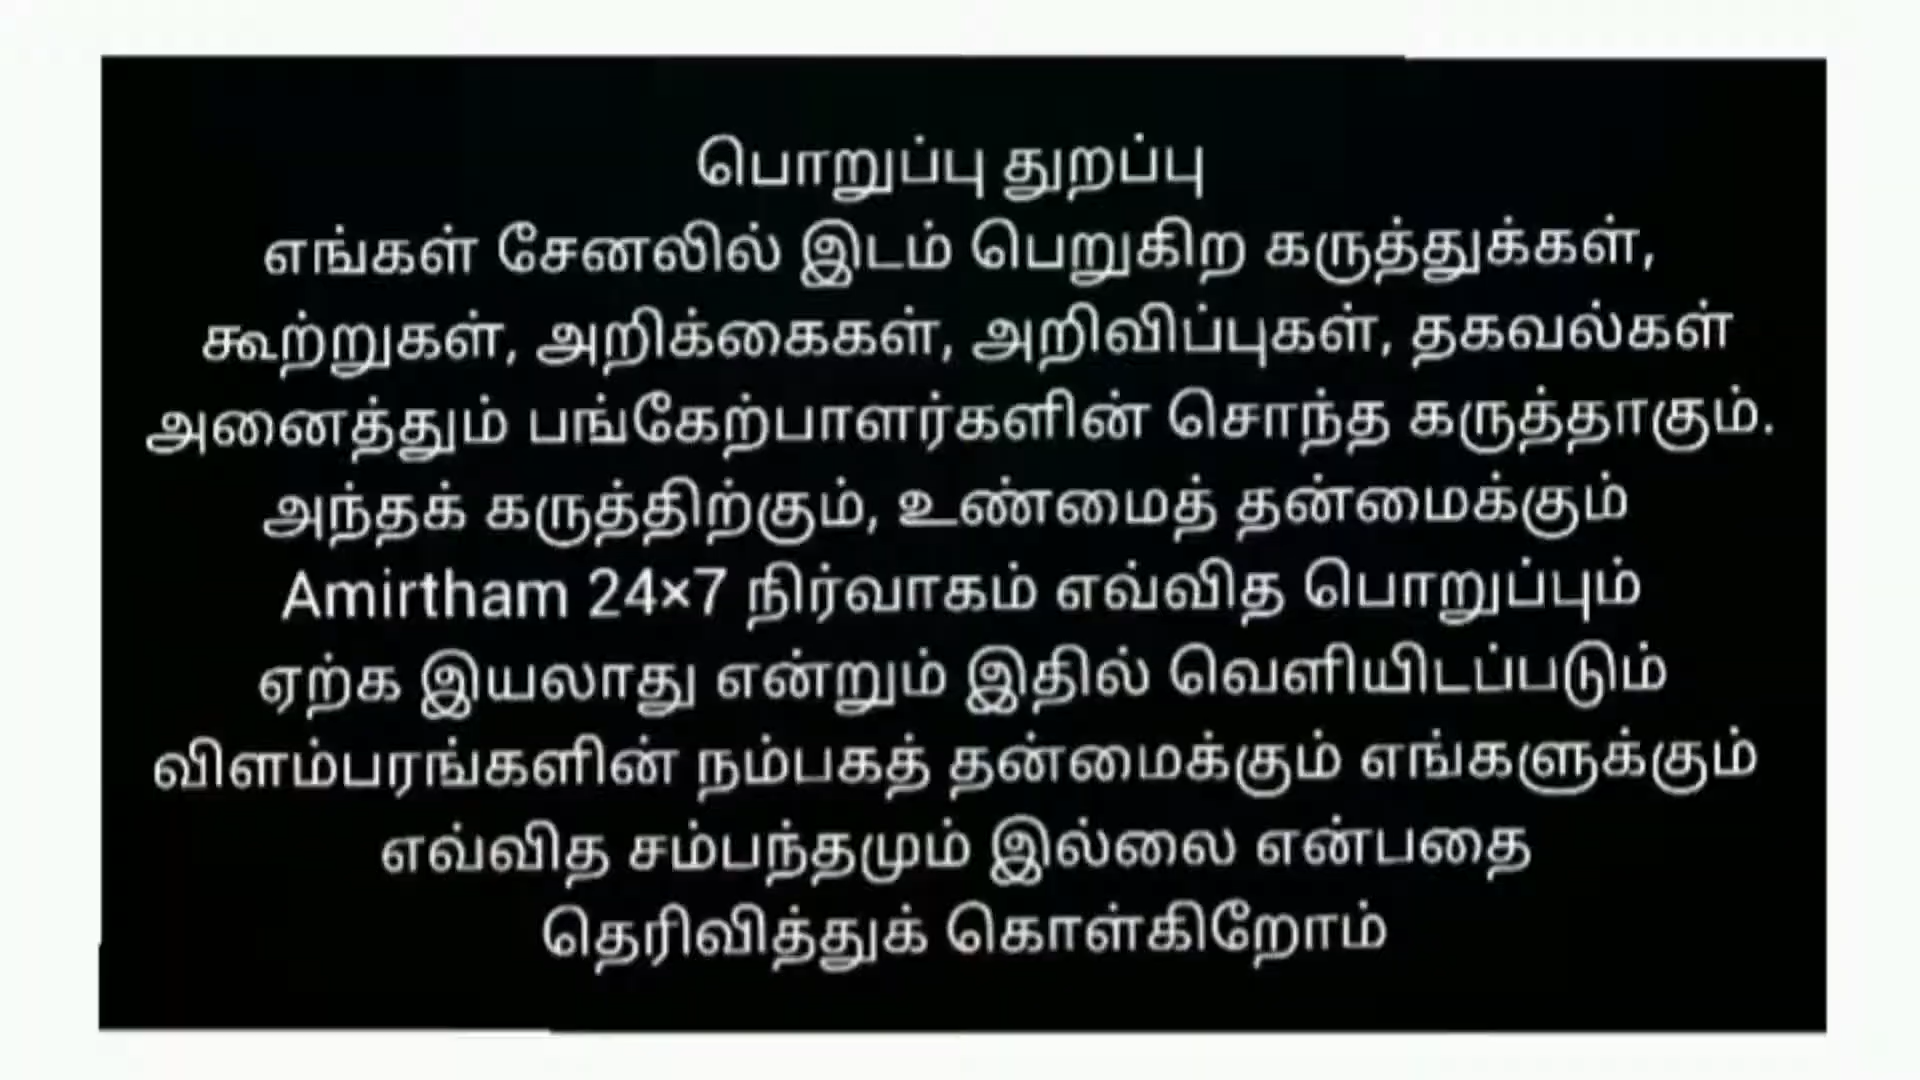 பொறுப்பு துறப்பு
எங்கள் சேனலில் இடம் பெறுகிற கருத்துக்கள்,
கூற்றுகள், அறிக்கைகள், அறிவிப்புகள், தகவல்கள்
அனைத்தும் பங்கேற்பாளர்களின் சொந்த கருத்தாகும்.
அந்தக் கருத்திற்கும், உண்மைத் தன்மைக்கும்
Amirtham 24×7 நிர்வாகம் எவ்வித பொறுப்பும்
ஏற்க இயலாது என்றும் இதில் வெளியிடப்படும்
விளம்பரங்களின் நம்பகத் தன்மைக்கும் எங்களுக்கும்
எவ்வித சம்பந்தமும் இல்லை என்பதை
தெரிவித்துக் கொள்கிறோம்